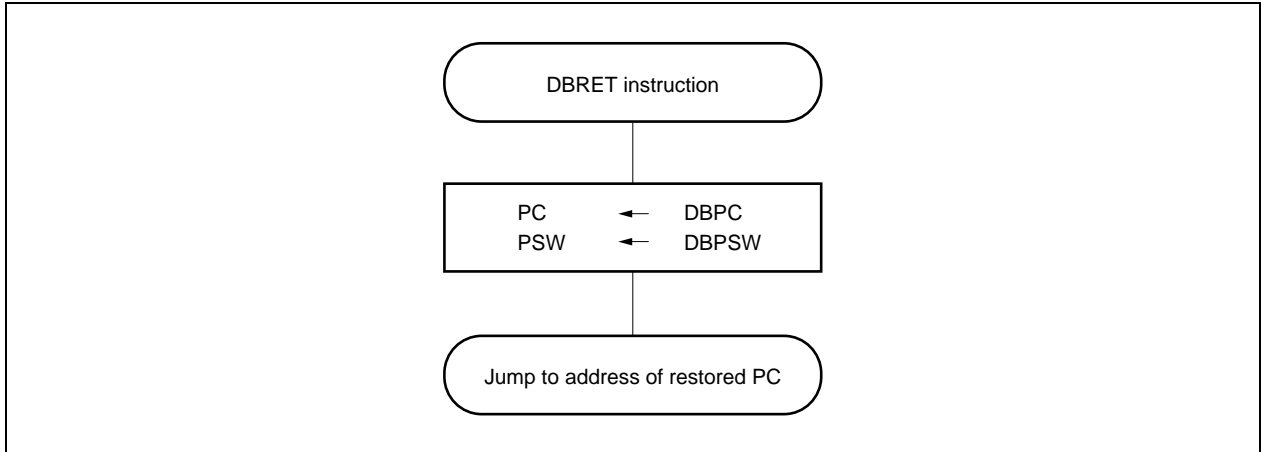 DBRET instruction
PC ← DBPC
PSW ← DBPSW
Jump to address of restored PC